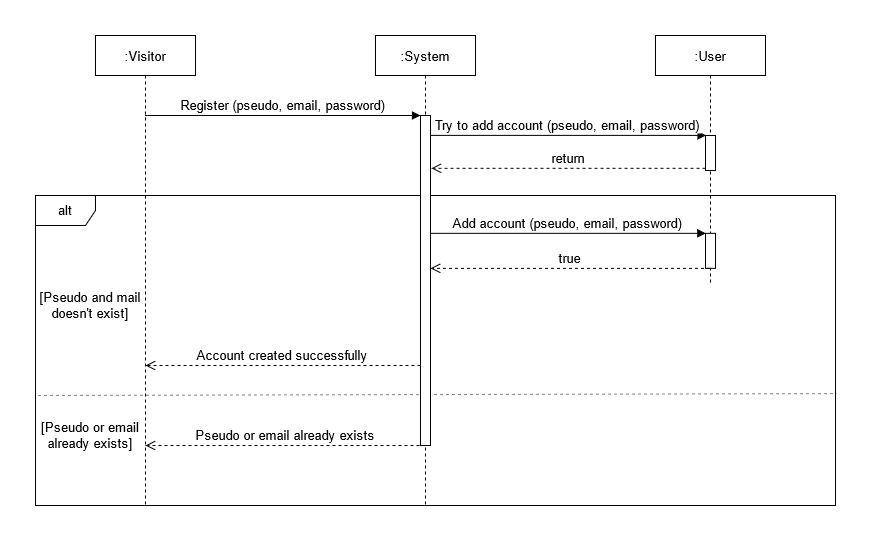 :Visitor
:System
:User
Register (pseudo, email, password)
Try to add account (pseudo, email, password)
return
alt
Add account (pseudo, email, password)
true
[Pseudo and mail
doesn't exist]
Account created successfully
[Pseudo or email
already exists]
Pseudo or email already exists